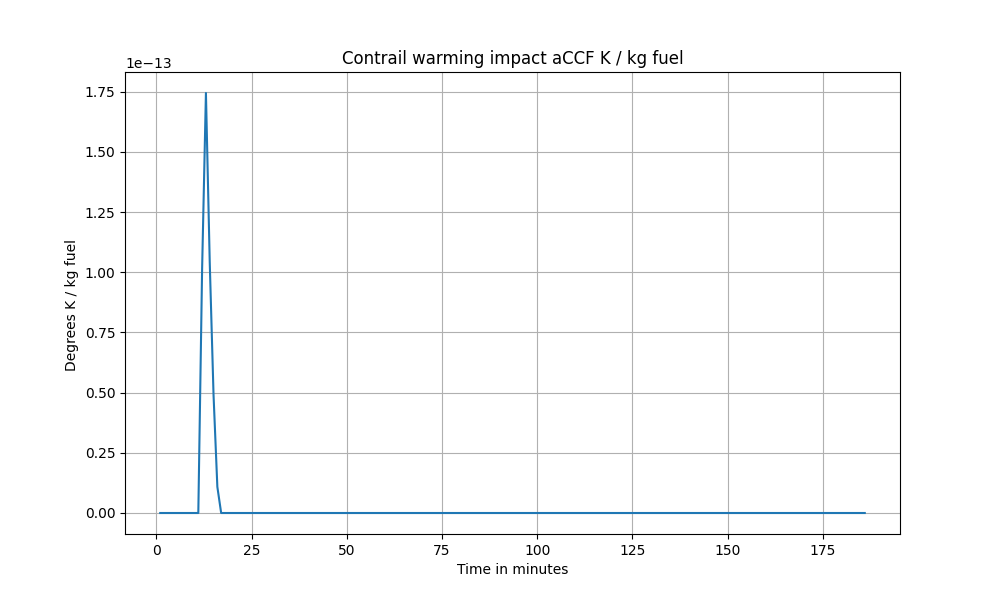 Contrail warming impact aCCF K / kg fuel
1e−13
1.75
1.50
1.25
1.00
0.75
0.50
0.25
0.00
Degrees K / kg fuel
0 25 50 75 100 125 150 175
Time in minutes